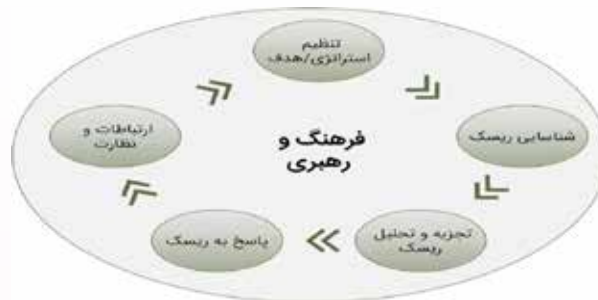 تنظیم
استراتژی/هدف
شناسایی ریسک
تجزیه و تحلیل
ریسک
پاسخ به ریسک
ارتباطات و
نظارت
فرهنگ و
رهبری